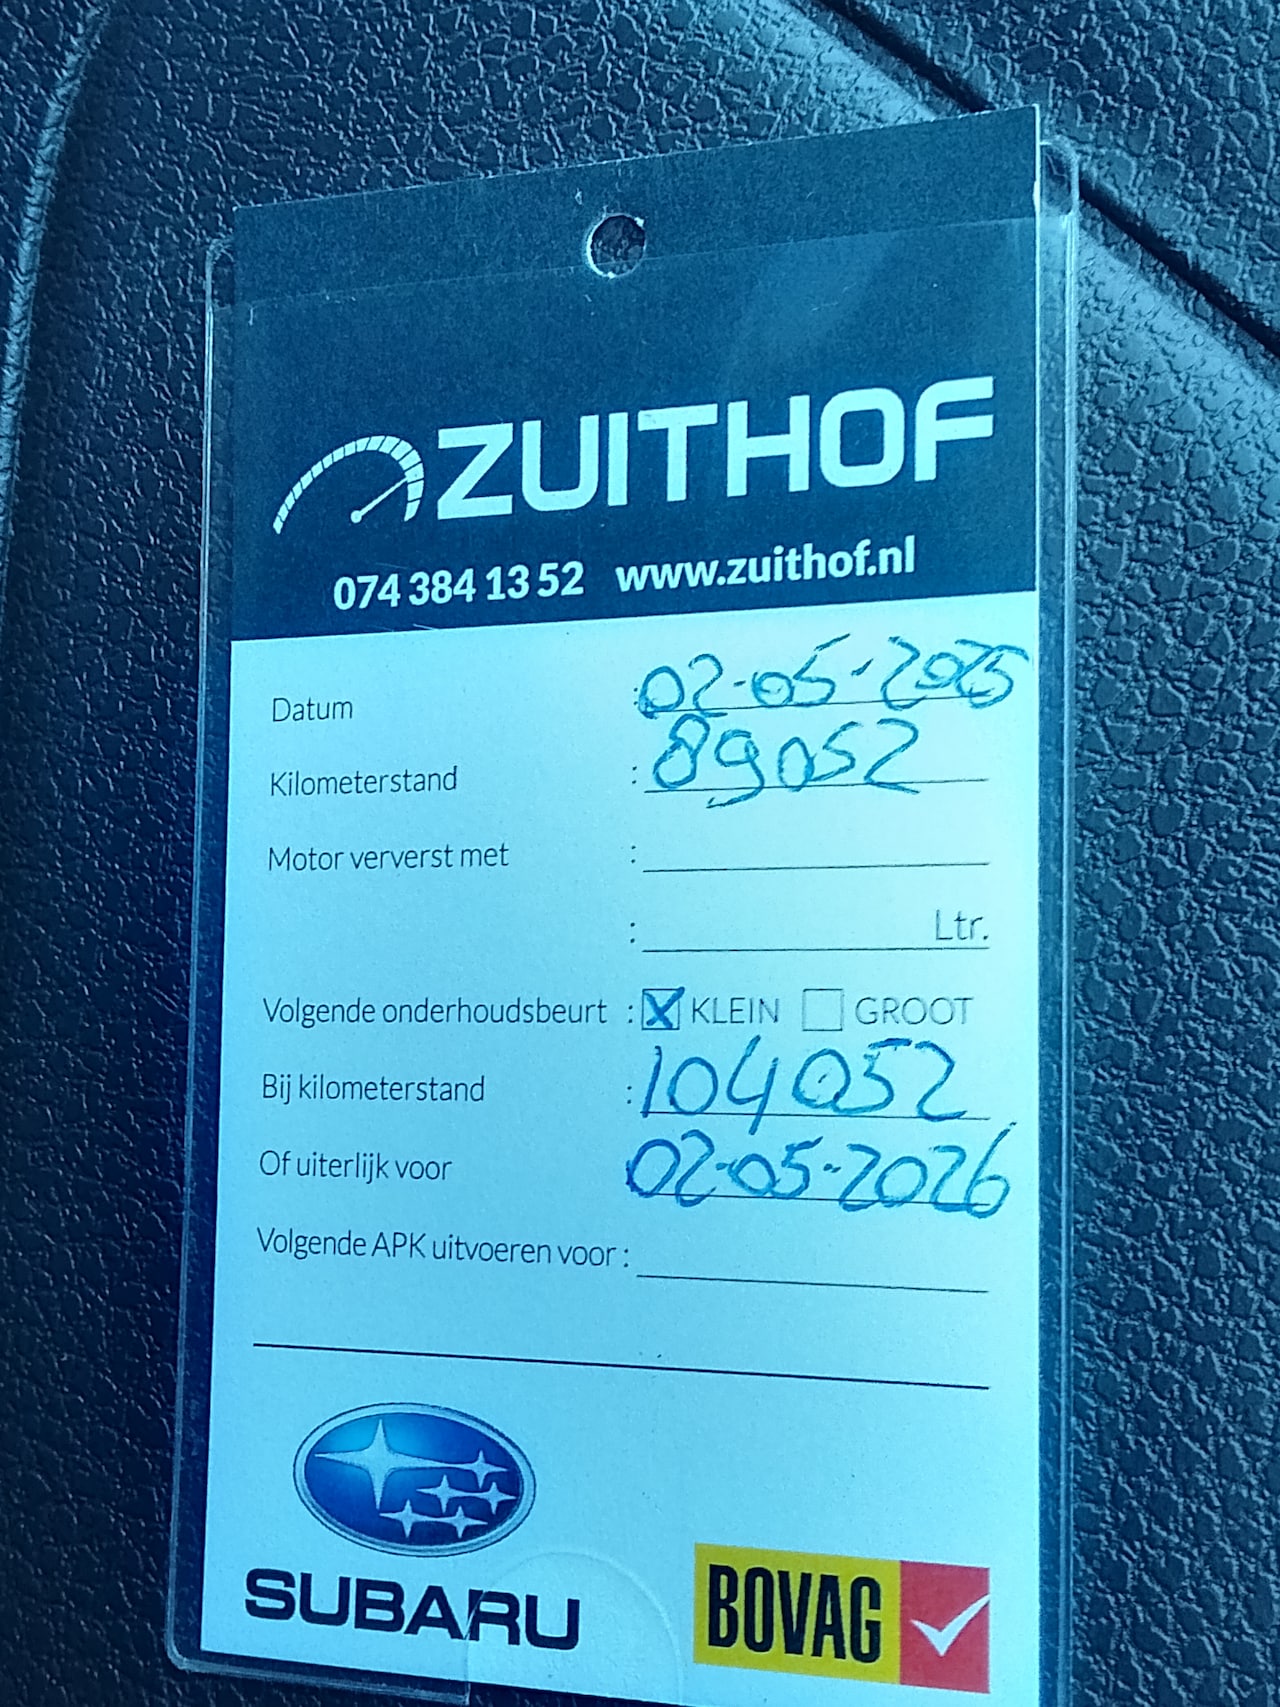 ZUITHOF
074 384 13 52 www.zuithof.nl
Datum : 02-05-2025
Kilometerstand : 89052
Motor ververst met :
: Ltr.
Volgende onderhoudsbeurt : X KLEIN GROOT
Bij kilometerstand : 104052
Of uiterlijk voor 02-05-2026
Volgende APK uitvoeren voor :
SUBARU
BOVAG